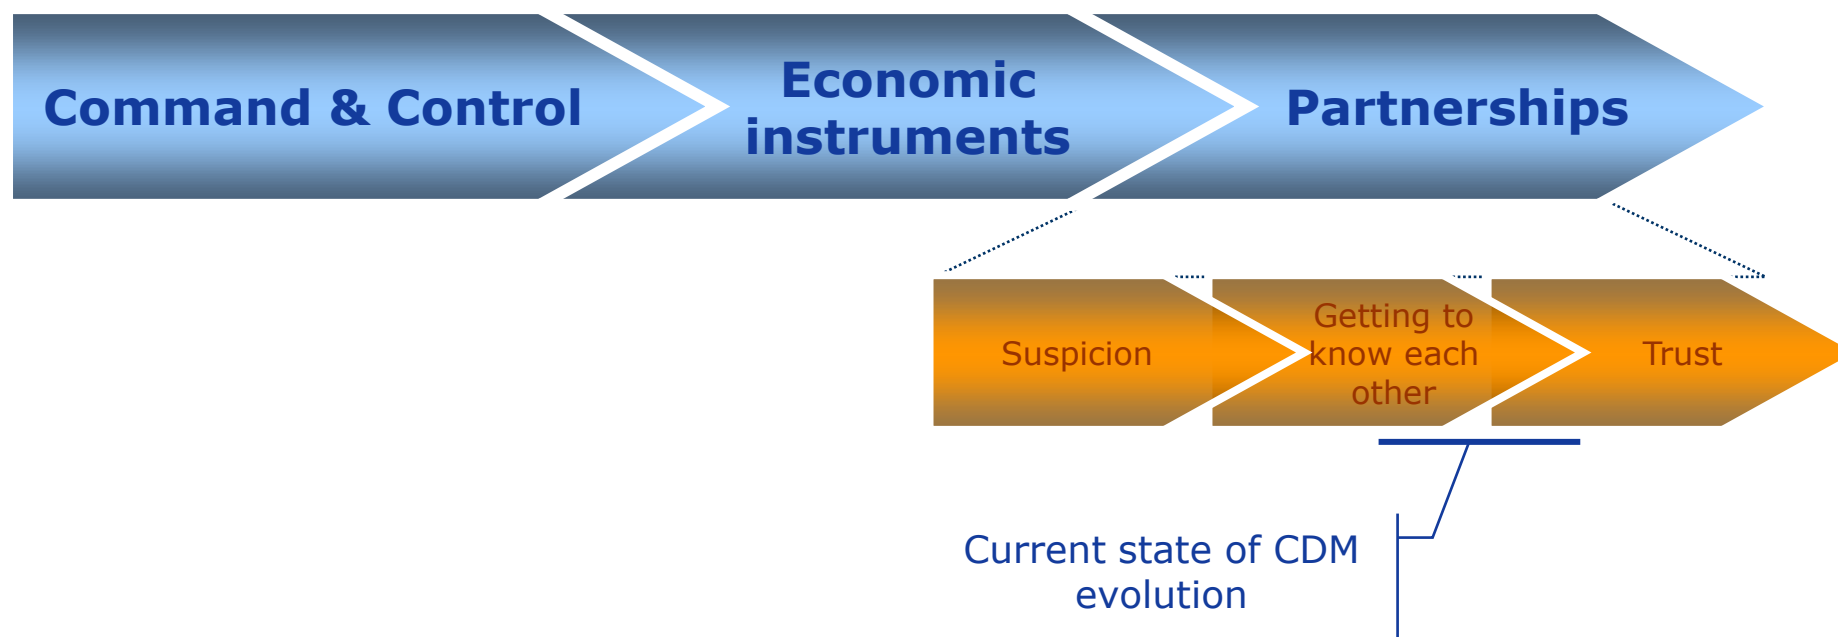 Command & Control
Economic
instruments
Partnerships
Suspicion
Getting to
know each
other
Trust
Current state of CDM
evolution